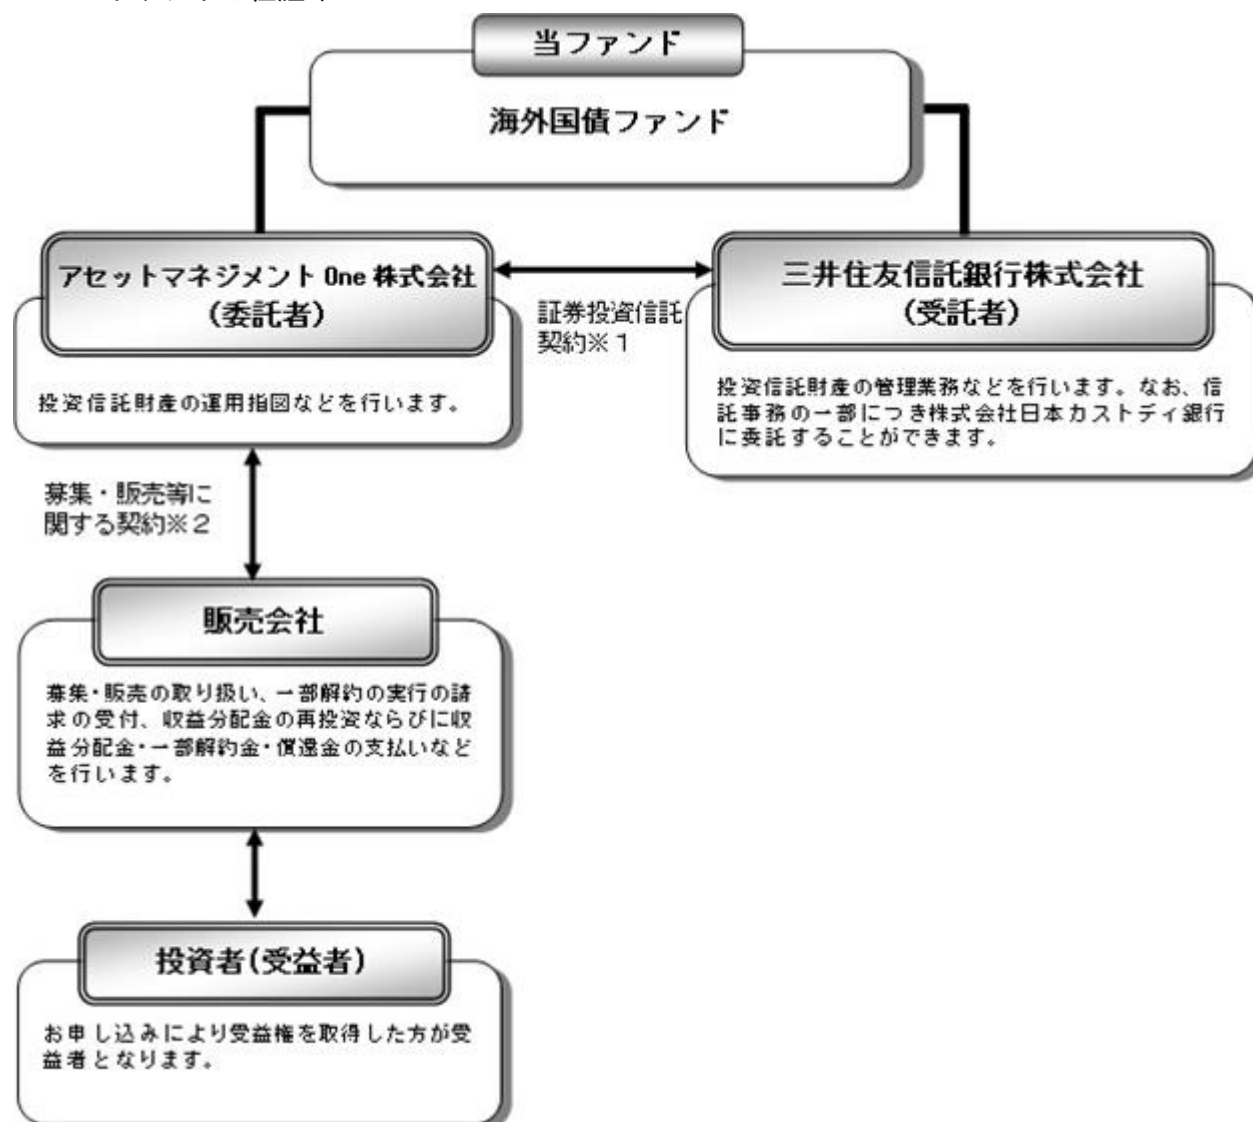 当ファンド
海外国債ファンド
アセットマネジメント One 株式会社
(委託者)
投資信託財産の運用指図などを行います。
証券投資信託
契約※1
三井住友信託銀行株式会社
(受託者)
投資信託財産の管理業務などを行います。なお、信
託事務の一部につき株式会社日本カストディ銀行
に委託することができます。
募集・販売等に
関する契約※2
販売会社
募集・販売の取り扱い、一部解約の実行の請
求の受付、収益分配金の再投資ならびに収
益分配金・一部解約金・償還金の支払いなど
を行います。
投資者(受益者)
お申し込みにより受益権を取得した方が受
益者となります。